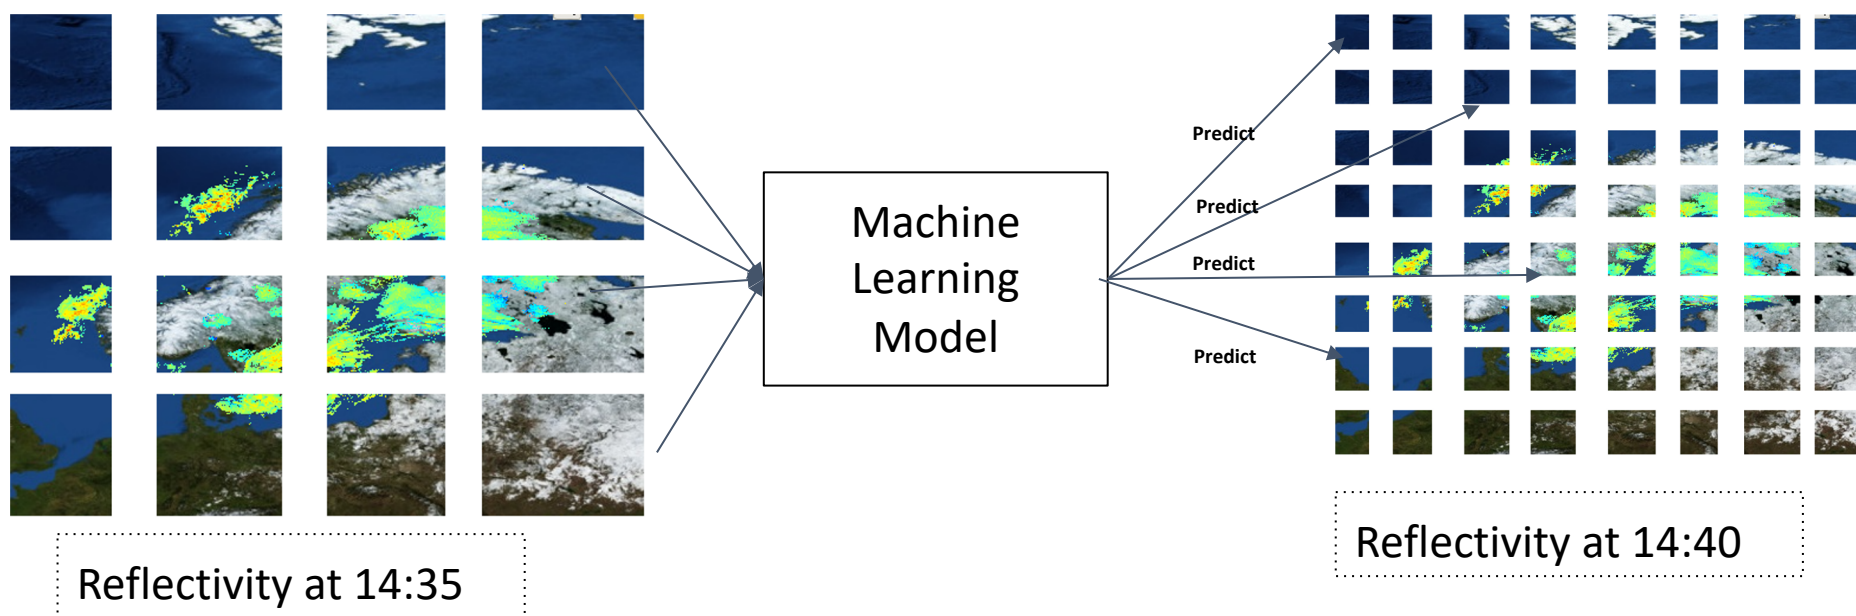 Predict
Predict
Predict
Predict
Machine
Learning
Model
Reflectivity at 14:35
Reflectivity at 14:40